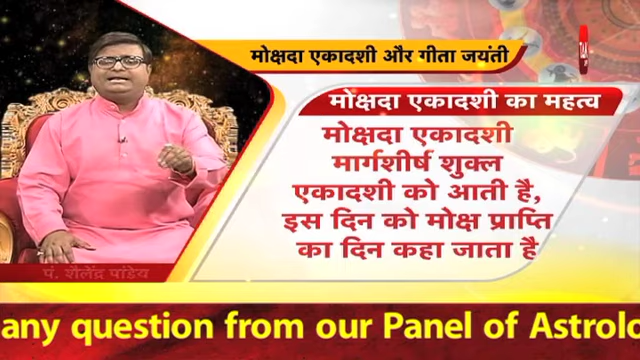 मोक्षदा एकादशी और गीता जयंती
मोक्षदा एकादशी का महत्व
मोक्षदा एकादशी
मार्गशीर्ष शुक्ल
एकादशी को आती है,
इस दिन को मोक्ष प्राप्ति
का दिन कहा जाता है
पं. शैलेंद्र पांडेय
any question from our Panel of Astrolo